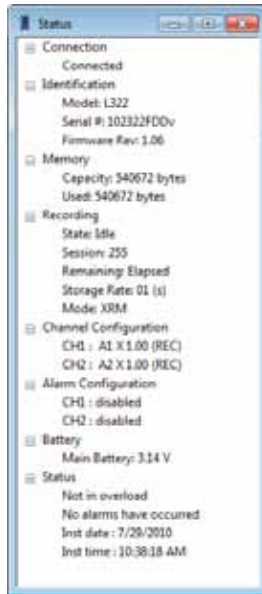 Status
Connection
Connected
Identification
Model: L322
Serial #: 102322FDDv
Firmware Rev: 1.06
Memory
Capacity: 540672 bytes
Used: 540672 bytes
Recording
State: Idle
Session: 255
Remaining: Elapsed
Storage Rate: 01 (s)
Mode: XRM
Channel Configuration
CH1 : A1 X 1.00 (REC)
CH2 : A2 X 1.00 (REC)
Alarm Configuration
CH1 : disabled
CH2 : disabled
Battery
Main Battery: 3.14 V
Status
Not in overload
No alarms have occurred
Inst date : 7/29/2010
Inst time : 10:38:18 AM